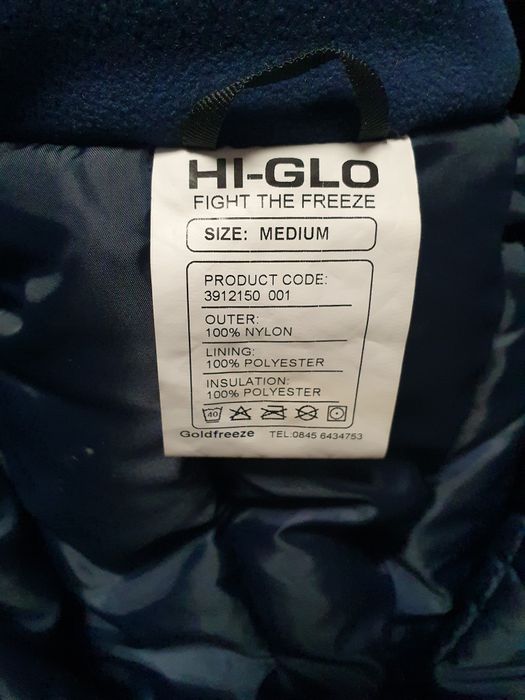 HI-GLO
FIGHT THE FREEZE
SIZE: MEDIUM
PRODUCT CODE:
3912150 001
OUTER:
100% NYLON
LINING:
100% POLYESTER
INSULATION:
100% POLYESTER
40
Goldfreeze TEL:0845 6434753